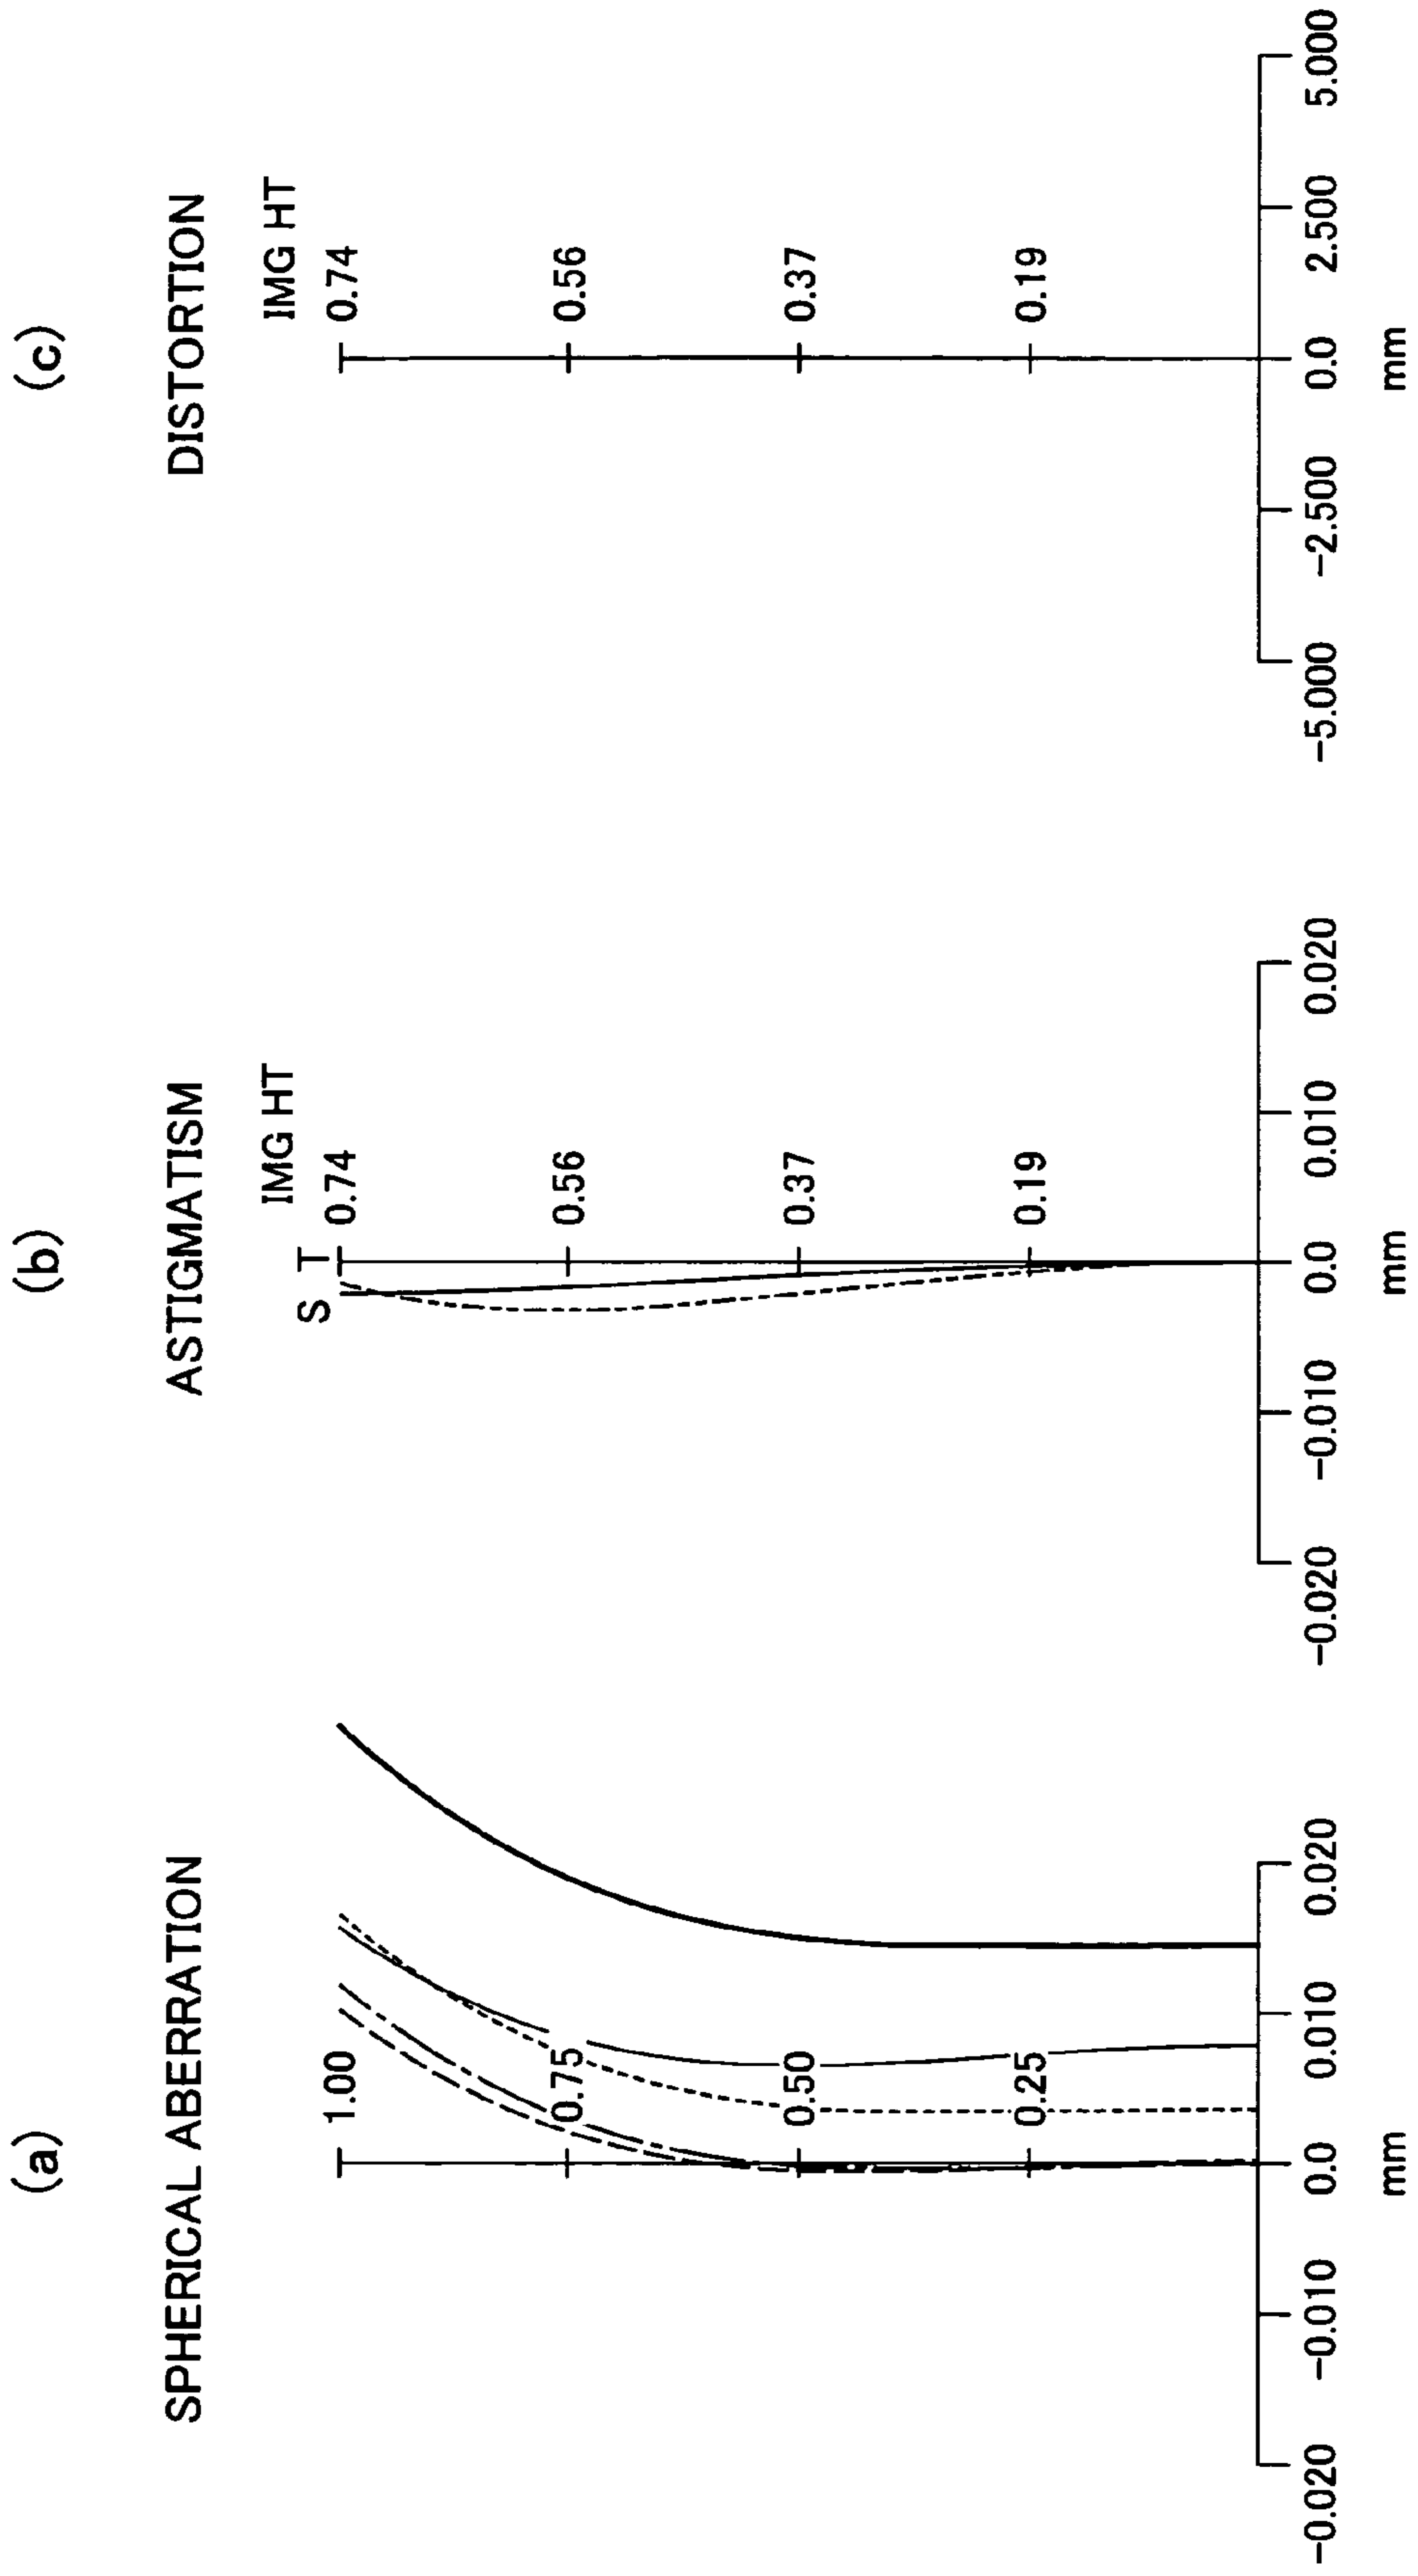 (a)
SPHERICAL ABERRATION
1.00
0.75
0.50
0.25
−0.020 −0.010 0.0 0.010 0.020
mm
(b)
ASTIGMATISM
IMG HT
S T 0.74
0.56
0.37
0.19
−0.020 −0.010 0.0 0.010 0.020
mm
(c)
DISTORTION
IMG HT
0.74
0.56
0.37
0.19
−5.000 −2.500 0.0 2.500 5.000
mm